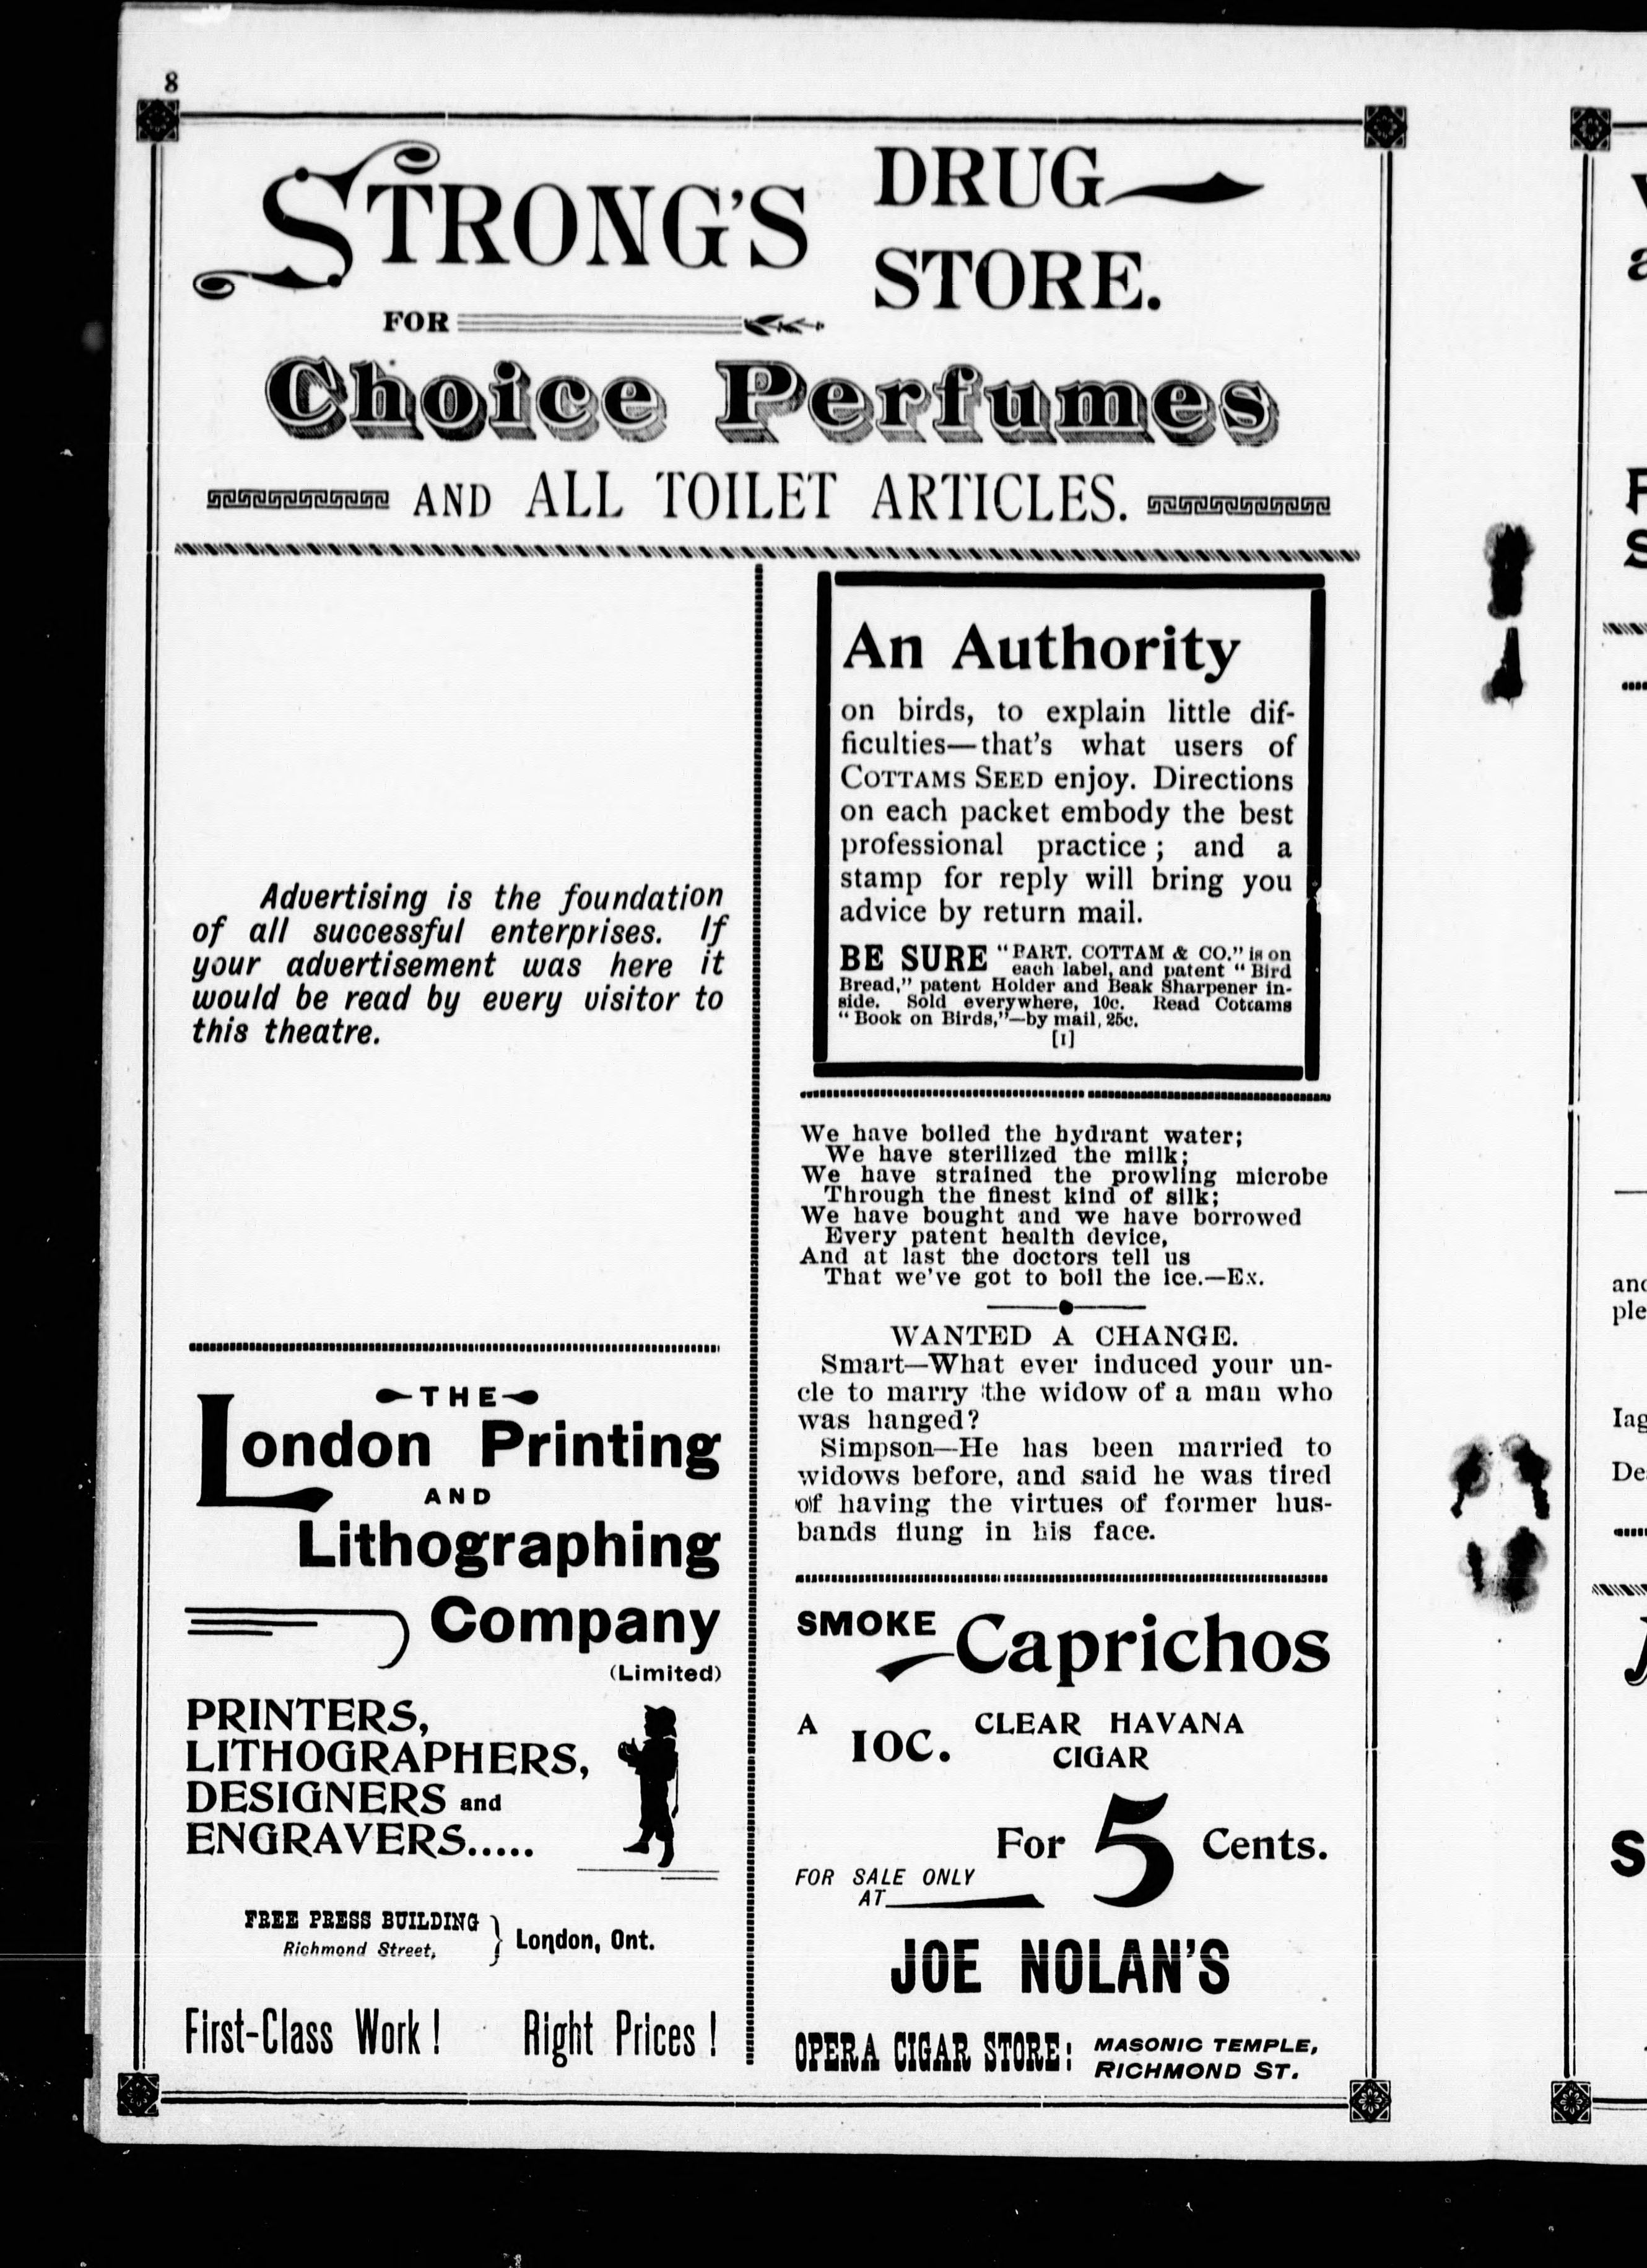 8
STRONG'S DRUG
STORE.
FOR
Choice Perfumes
AND ALL TOILET ARTICLES.
Advertising is the foundation
of all successful enterprises. If
your advertisement was here it
would be read by every visitor to
this theatre.
THE
London Printing
AND
Lithographing
Company
(Limited)
PRINTERS,
LITHOGRAPHERS,
DESIGNERS and
ENGRAVERS.....
FREE PRESS BUILDING
Richmond Street,
} London, Ont.
First-Class Work! Right Prices!
An Authority
on birds, to explain little dif-
ficulties—that's what users of
COTTAMS SEED enjoy. Directions
on each packet embody the best
professional practice; and a
stamp for reply will bring you
advice by return mail.
BE SURE "BART. COTTAM & CO." is on
each label, and patent "Bird
Bread," patent Holder and Beak Sharpener in-
side. Sold everywhere, 10c. Read Cottams
"Book on Birds,"—by mail, 25c.
[1]
We have boiled the hydrant water;
We have sterilized the milk;
We have strained the prowling microbe
Through the finest kind of silk;
We have bought and we have borrowed
Every patent health device,
And at last the doctors tell us
That we've got to boil the ice.—Ex.
WANTED A CHANGE.
Smart—What ever induced your un-
cle to marry the widow of a man who
was hanged?
Simpson—He has been married to
widows before, and said he was tired
of having the virtues of former hus-
bands flung in his face.
SMOKE Caprichos
A 10C. CLEAR HAVANA
CIGAR
For 5 Cents.
FOR SALE ONLY
AT
JOE NOLAN'S
OPERA CIGAR STORE: MASONIC TEMPLE,
RICHMOND ST.
and
ple
Iag
De